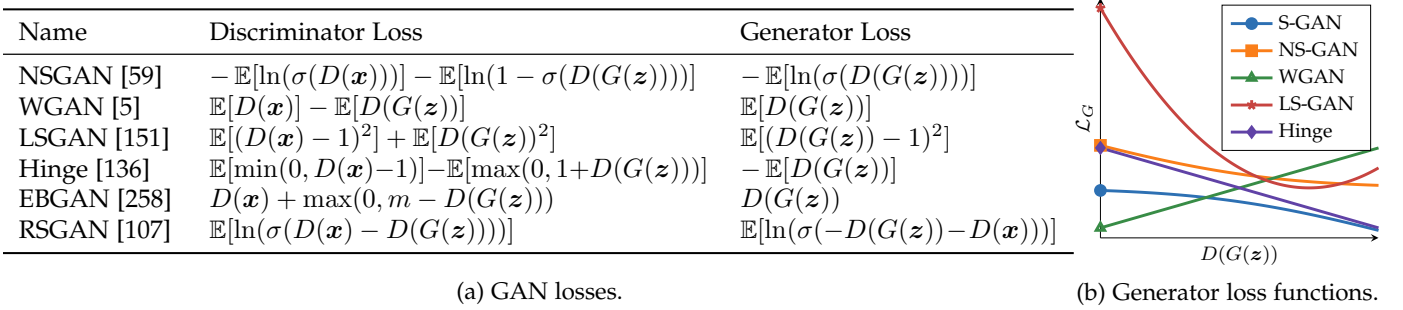 Name Discriminator Loss Generator Loss
NSGAN [59] − 𝔼[ln(σ(D(𝒙)))] − 𝔼[ln(1 − σ(D(G(𝒛))))] − 𝔼[ln(σ(D(G(𝒛))))]
WGAN [5] 𝔼[D(𝒙)] − 𝔼[D(G(𝒛))] 𝔼[D(G(𝒛))]
LSGAN [151] 𝔼[(D(𝒙) − 1)²] + 𝔼[D(G(𝒛))²] 𝔼[(D(G(𝒛)) − 1)²]
Hinge [136] 𝔼[min(0, D(𝒙)−1)]−𝔼[max(0, 1+D(G(𝒛)))] − 𝔼[D(G(𝒛))]
EBGAN [258] D(𝒙) + max(0, m − D(G(𝒛))) D(G(𝒛))
RSGAN [107] 𝔼[ln(σ(D(𝒙) − D(G(𝒛))))] 𝔼[ln(σ(−D(G(𝒛))−D(𝒙)))]
(a) GAN losses.
S-GAN
NS-GAN
WGAN
LS-GAN
Hinge
ℒ_G
D(G(𝒛))
(b) Generator loss functions.